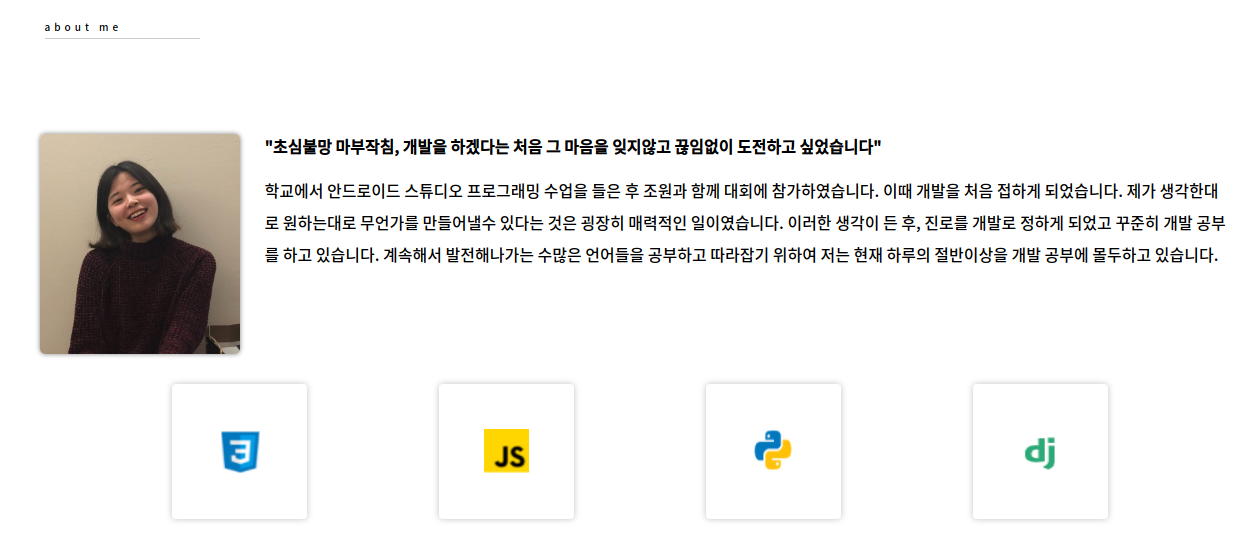 about me
"초심불망 마부작침, 개발을 하겠다는 처음 그 마음을 잊지않고 끊임없이 도전하고 싶었습니다"
학교에서 안드로이드 스튜디오 프로그래밍 수업을 들은 후 조원과 함께 대회에 참가하였습니다. 이때 개발을 처음 접하게 되었습니다. 제가 생각한대
로 원하는대로 무언가를 만들어낼수 있다는 것은 굉장히 매력적인 일이였습니다. 이러한 생각이 든 후, 진로를 개발로 정하게 되었고 꾸준히 개발 공부
를 하고 있습니다. 계속해서 발전해나가는 수많은 언어들을 공부하고 따라잡기 위하여 저는 현재 하루의 절반이상을 개발 공부에 몰두하고 있습니다.
3 JS dj